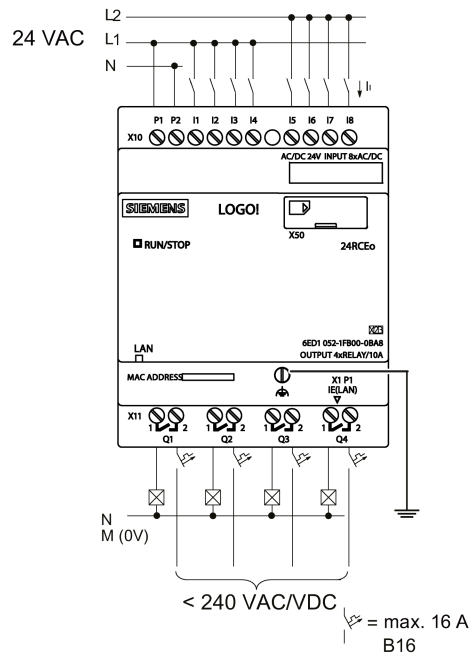 L2
24 VAC L1
N
I₁
P1 P2 I1 I2 I3 I4 I5 I6 I7 I8
X10
AC/DC 24V INPUT 8xAC/DC
SIEMENS LOGO!
X50
RUN/STOP 24RCEo
6ED1 052-1FB00-0BA8
LAN OUTPUT 4xRELAY/10A
MAC ADDRESS X1 P1
IE(LAN)
X11
1 2 1 2 1 2 1 2
Q1 Q2 Q3 Q4
N
M (0V)
< 240 VAC/VDC
= max. 16 A
B16